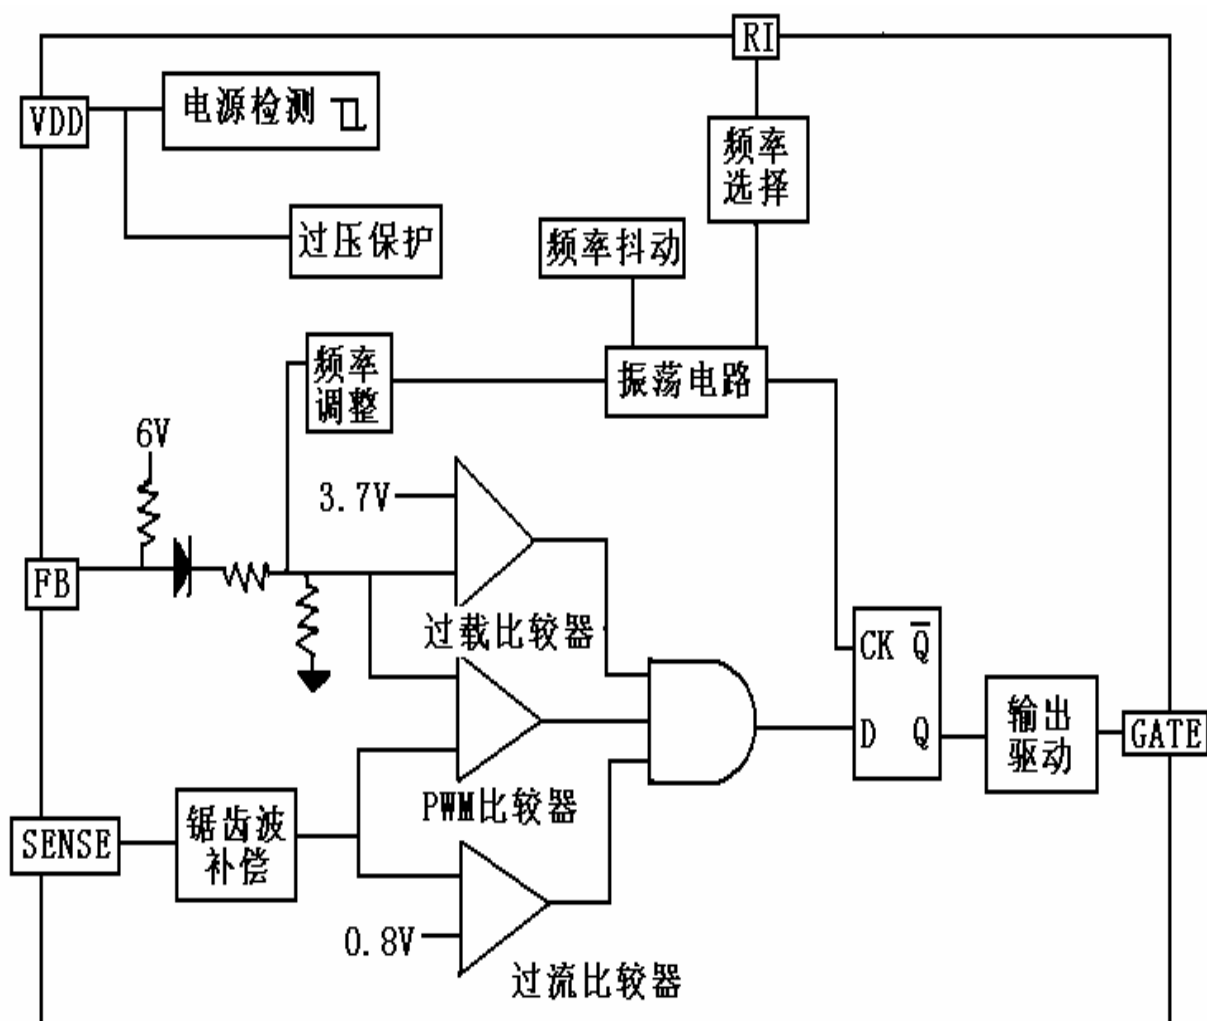 RI
VDD
电源检测
频率
选择
过压保护
频率抖动
频率
调整
振荡电路
6V
3.7V
FB
过载比较器
CK Q̅
D Q
输出
驱动
GATE
PWM比较器
SENSE
锯齿波
补偿
0.8V
过流比较器